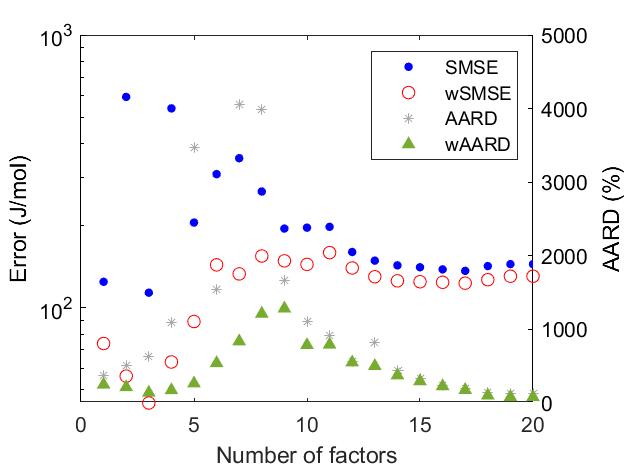 10³
5000
SMSE
wSMSE
AARD
wAARD
4000
3000
2000
1000
0
10²
Error (J/mol)
AARD (%)
0 5 10 15 20
Number of factors